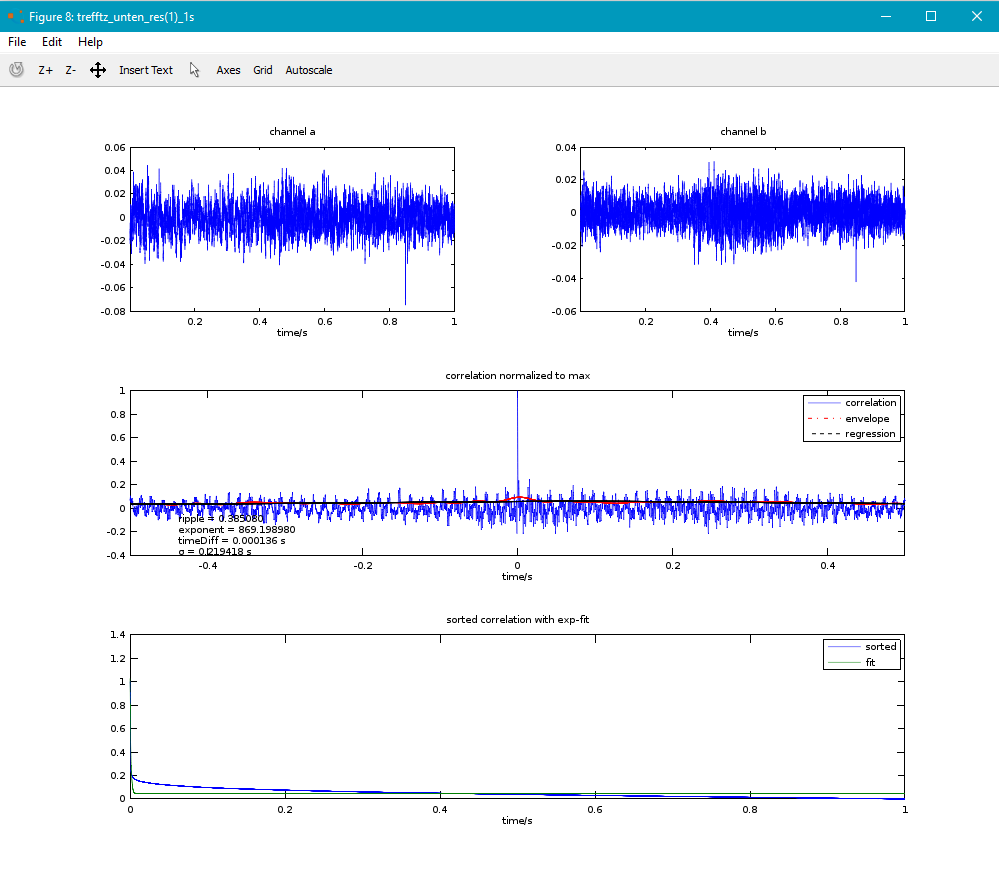 Figure 8: trefftz_unten_res(1)_1s
File Edit Help
Z+ Z- Insert Text Axes Grid Autoscale
channel a
0.06
0.04
0.02
0
-0.02
-0.04
-0.06
-0.08
0.2 0.4 0.6 0.8 1
time/s
channel b
0.04
0.02
0
-0.02
-0.04
-0.06
0.2 0.4 0.6 0.8 1
time/s
correlation normalized to max
1
0.8
0.6
0.4
0.2
0
-0.2
-0.4
correlation
envelope
regression
ripple = 0.385080
exponent = 869.198980
timeDiff = 0.000136 s
σ = 0.219418 s
-0.4 -0.2 0 0.2 0.4
time/s
sorted correlation with exp-fit
1.4
1.2
1
0.8
0.6
0.4
0.2
0
sorted
fit
0 0.2 0.4 0.6 0.8 1
time/s